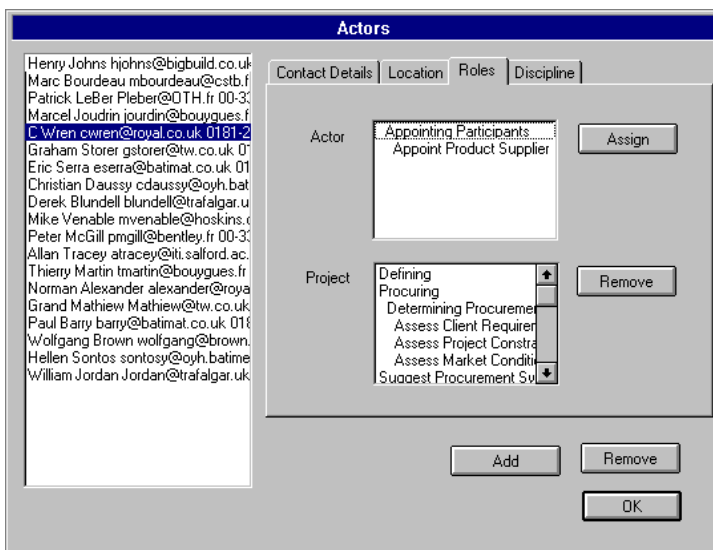 Actors
Henry Johns hjohns@bigbuild.co.uk
Marc Bourdeau mbourdeau@cstb.f
Patrick LeBer Pleber@OTH.fr 00-33
Marcel Joudrin jourdin@bouygues.f
C Wren cwren@royal.co.uk 0181-2
Graham Storer gstorer@tw.co.uk 01
Eric Serra eserra@batimat.co.uk 01
Christian Daussy cdaussy@oyh.bat
Derek Blundell blundell@trafalgar.u
Mike Venable mvenable@hoskins.c
Peter McGill pmgill@bentley.fr 00-33
Allan Tracey atracey@iti.salford.ac.
Thierry Martin tmartin@bouygues.fr
Norman Alexander alexander@roya
Grand Mathiew Mathiew@tw.co.uk
Paul Barry barry@batimat.co.uk 018
Wolfgang Brown wolfgang@brown.
Hellen Sontos sontosy@oyh.batime
William Jordan Jordan@trafalgar.uk
Contact Details Location Roles Discipline
Actor
Appointing Participants
Appoint Product Supplier
Assign
Project
Defining
Procuring
Determining Procuremer
Assess Client Requirer
Assess Project Constra
Assess Market Conditi
Suggest Procurement Sy
Remove
Add
Remove
OK